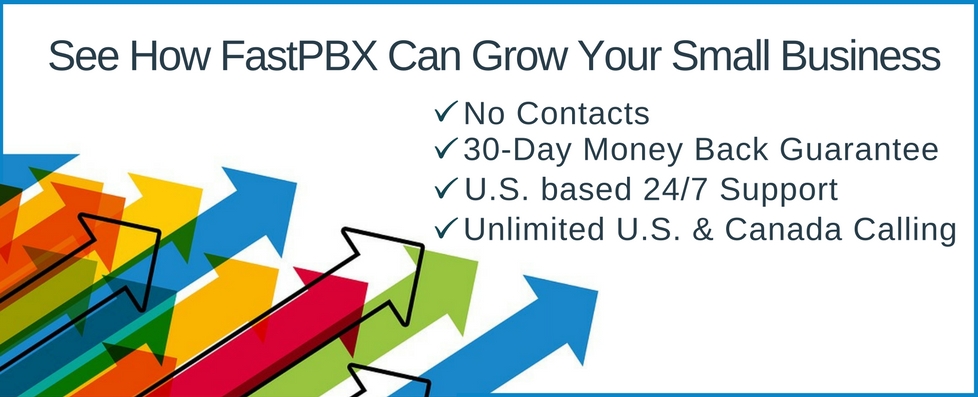 See How FastPBX Can Grow Your Small Business
✓No Contacts
✓30-Day Money Back Guarantee
✓U.S. based 24/7 Support
✓Unlimited U.S. & Canada Calling